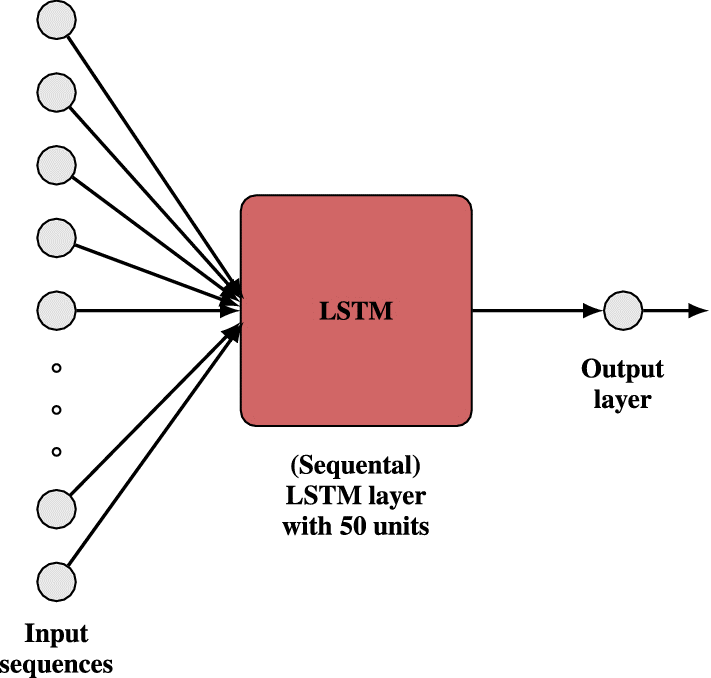 LSTM
Output
layer
(Sequental)
LSTM layer
with 50 units
Input
sequences